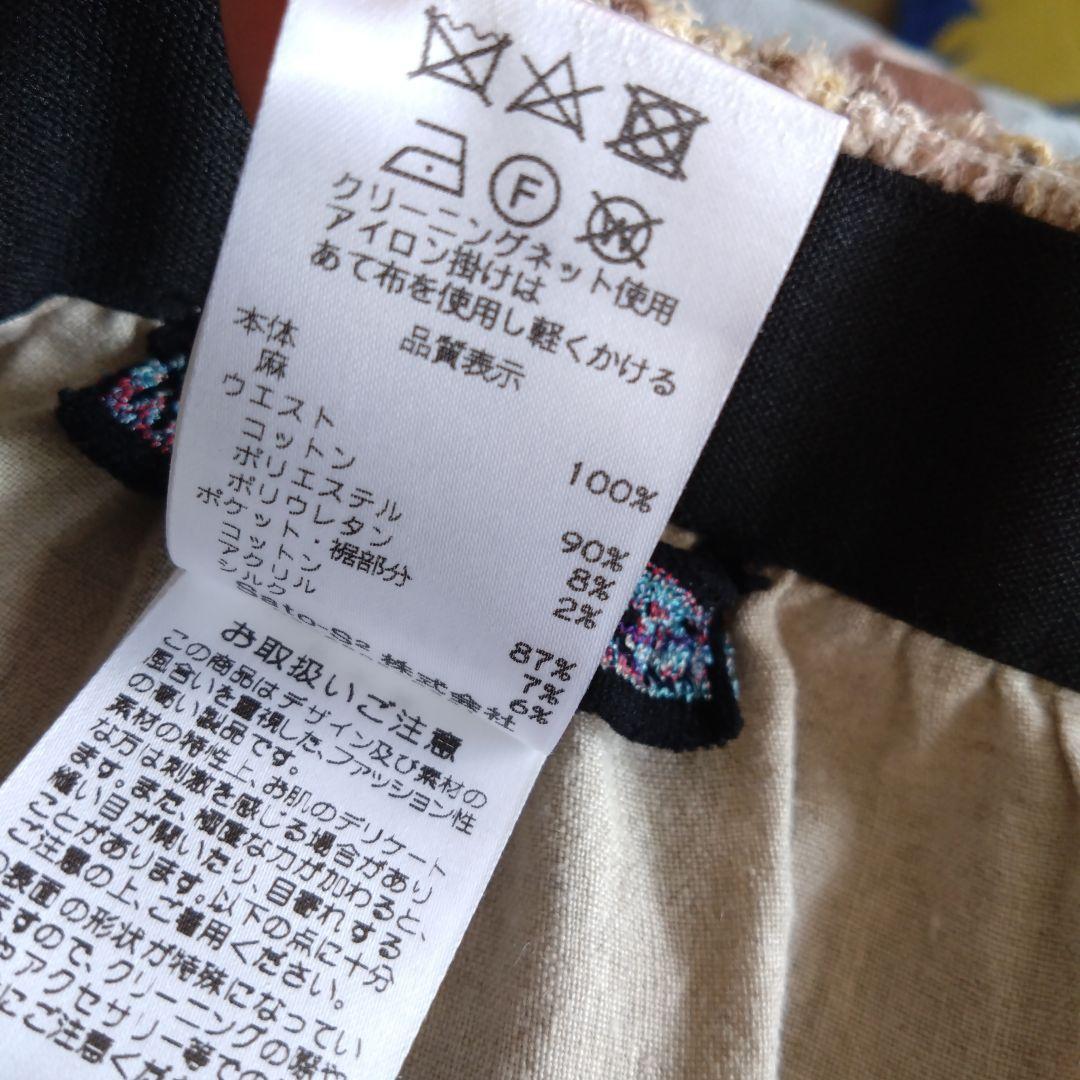 F
W
クリーニングネット使用
アイロン掛けは
あて布を使用し軽くかける
品質表示
本体
麻 100%
ウエスト
コットン 90%
ポリエステル 8%
ポリウレタン 2%
ポケット・裾部分
コットン 87%
アクリル 7%
シルク 6%
Sato-S2 株式会社
お取扱いご注意
この商品はデザイン及び素材の
風合いを重視した、ファッション性
の高い製品です。
素材の特性上、お肌のデリケート
な方は刺激を感じる場合があり
ます。また、極端な力が加わると、
縫い目が開いたり、目寄れする
ことがあります。以下の点に十分
ご注意の上、ご着用ください。
表面の形状が特殊になってい
ますので、クリーニングの際や
やアクセサリー等での
にご注意くだ